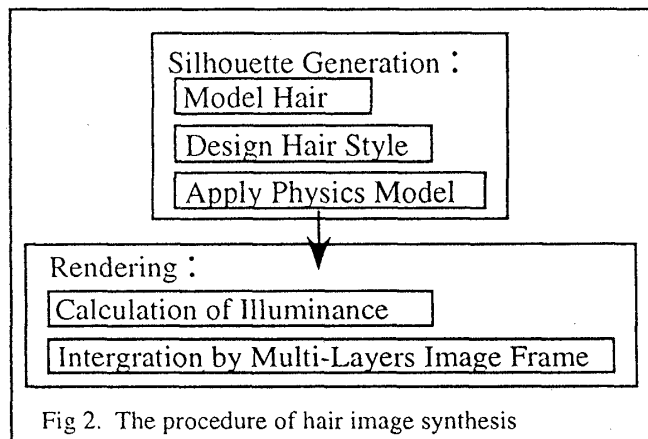 Silhouette Generation :
Model Hair
Design Hair Style
Apply Physics Model
Rendering :
Calculation of Illuminance
Intergration by Multi-Layers Image Frame
Fig 2. The procedure of hair image synthesis